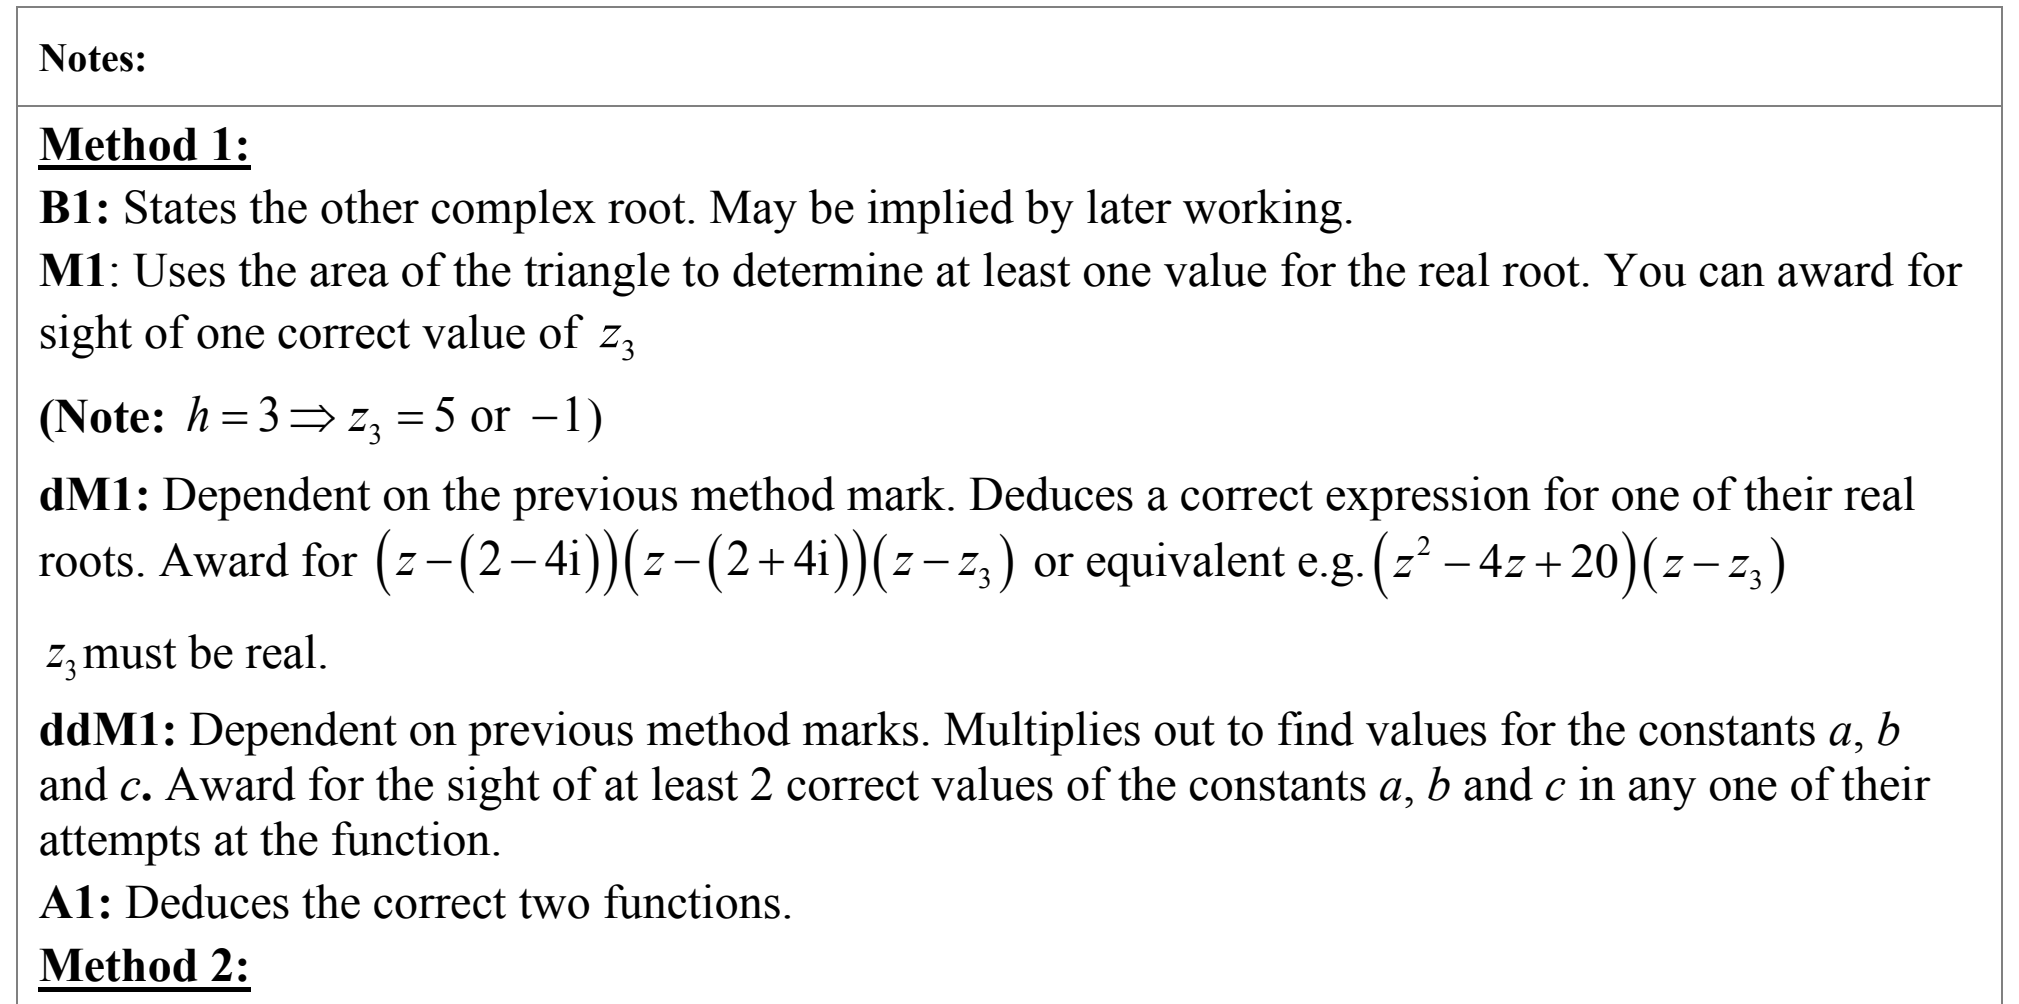 Notes:
Method 1:
B1: States the other complex root. May be implied by later working.
M1: Uses the area of the triangle to determine at least one value for the real root. You can award for
sight of one correct value of z₃
(Note: h = 3 ⇒ z₃ = 5 or −1)
dM1: Dependent on the previous method mark. Deduces a correct expression for one of their real
roots. Award for (z − (2 − 4i))(z − (2 + 4i))(z − z₃) or equivalent e.g. (z² − 4z + 20)(z − z₃)
z₃ must be real.
ddM1: Dependent on previous method marks. Multiplies out to find values for the constants a, b
and c. Award for the sight of at least 2 correct values of the constants a, b and c in any one of their
attempts at the function.
A1: Deduces the correct two functions.
Method 2: